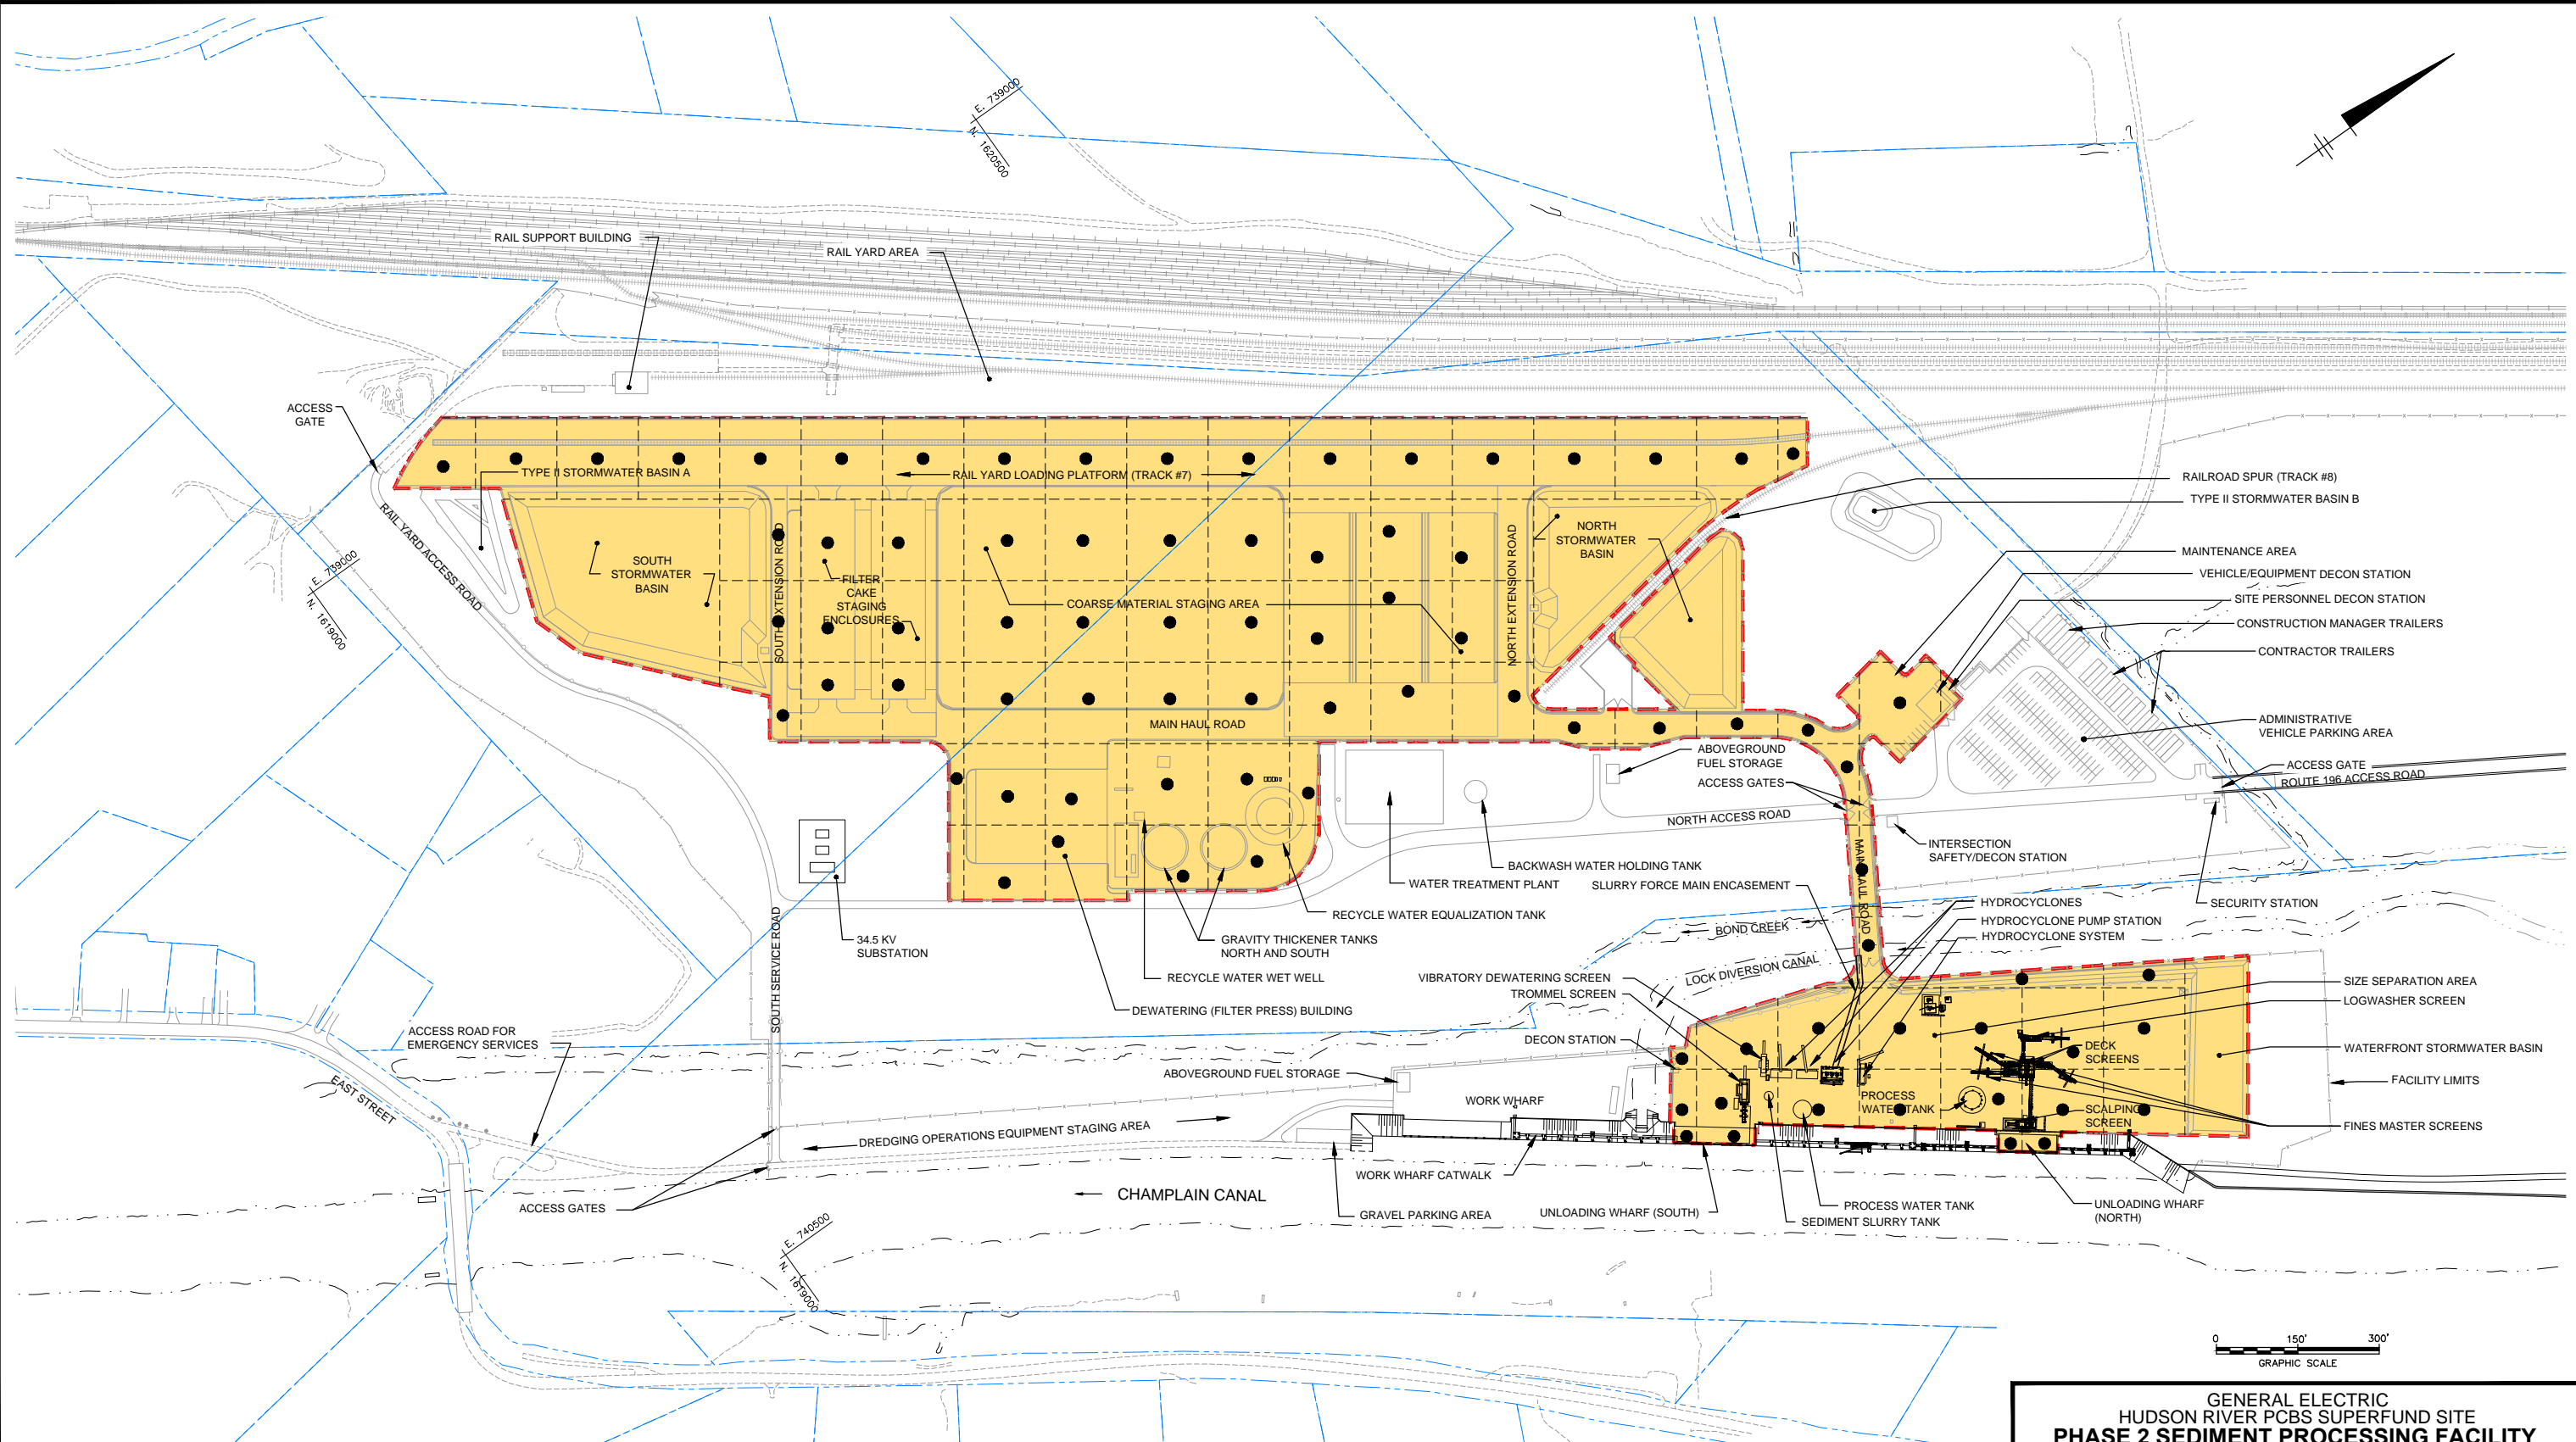 E. 739000
N. 1620500
RAIL SUPPORT BUILDING
RAIL YARD AREA
ACCESS
GATE
TYPE II STORMWATER BASIN A
RAIL YARD LOADING PLATFORM (TRACK #7)
RAILROAD SPUR (TRACK #8)
TYPE II STORMWATER BASIN B
RAIL YARD ACCESS ROAD
E. 739000
N. 1619000
SOUTH
STORMWATER
BASIN
SOUTH EXTENSION ROAD
FILTER
CAKE
STAGING
ENCLOSURES
COARSE MATERIAL STAGING AREA
NORTH EXTENSION ROAD
NORTH
STORMWATER
BASIN
MAINTENANCE AREA
VEHICLE/EQUIPMENT DECON STATION
SITE PERSONNEL DECON STATION
CONSTRUCTION MANAGER TRAILERS
CONTRACTOR TRAILERS
ADMINISTRATIVE
VEHICLE PARKING AREA
MAIN HAUL ROAD
ABOVEGROUND
FUEL STORAGE
ACCESS GATES
ACCESS GATE
ROUTE 196 ACCESS ROAD
NORTH ACCESS ROAD
INTERSECTION
SAFETY/DECON STATION
MAIN HAUL ROAD
BACKWASH WATER HOLDING TANK
WATER TREATMENT PLANT
SLURRY FORCE MAIN ENCASEMENT
RECYCLE WATER EQUALIZATION TANK
HYDROCYCLONES
HYDROCYCLONE PUMP STATION
HYDROCYCLONE SYSTEM
SECURITY STATION
BOND CREEK
LOCK DIVERSION CANAL
34.5 KV
SUBSTATION
GRAVITY THICKENER TANKS
NORTH AND SOUTH
RECYCLE WATER WET WELL
DEWATERING (FILTER PRESS) BUILDING
SOUTH SERVICE ROAD
VIBRATORY DEWATERING SCREEN
TROMMEL SCREEN
DECON STATION
SIZE SEPARATION AREA
LOGWASHER SCREEN
WATERFRONT STORMWATER BASIN
FACILITY LIMITS
FINES MASTER SCREENS
DECK
SCREENS
PROCESS
WATER TANK
SCALPING
SCREEN
ACCESS ROAD FOR
EMERGENCY SERVICES
EAST STREET
ABOVEGROUND FUEL STORAGE
WORK WHARF
DREDGING OPERATIONS EQUIPMENT STAGING AREA
WORK WHARF CATWALK
GRAVEL PARKING AREA
UNLOADING WHARF (SOUTH)
PROCESS WATER TANK
SEDIMENT SLURRY TANK
UNLOADING WHARF
(NORTH)
ACCESS GATES
CHAMPLAIN CANAL
E. 740500
N. 1619000
0 150' 300'
GRAPHIC SCALE
GENERAL ELECTRIC
HUDSON RIVER PCBS SUPERFUND SITE
PHASE 2 SEDIMENT PROCESSING FACILITY